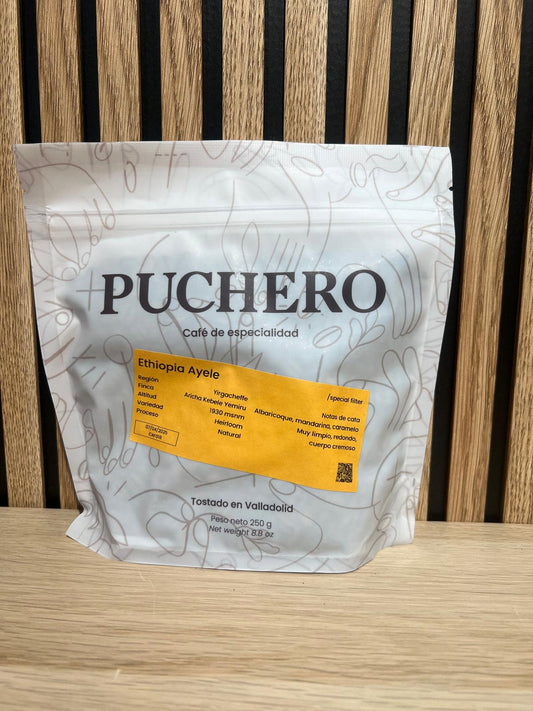 PUCHERO
Café de especialidad
Ethiopia Ayele
/special filter
Región Yirgacheffe
Finca Aricha Kebele Yemiru
Altitud 1930 msnm
Variedad Heirloom
Proceso Natural
Notas de cata
Albaricoque, mandarina, caramelo
Muy limpio, redondo,
cuerpo cremoso
Tostado en Valladolid
Peso neto 250 g
Net weight 8.8 oz